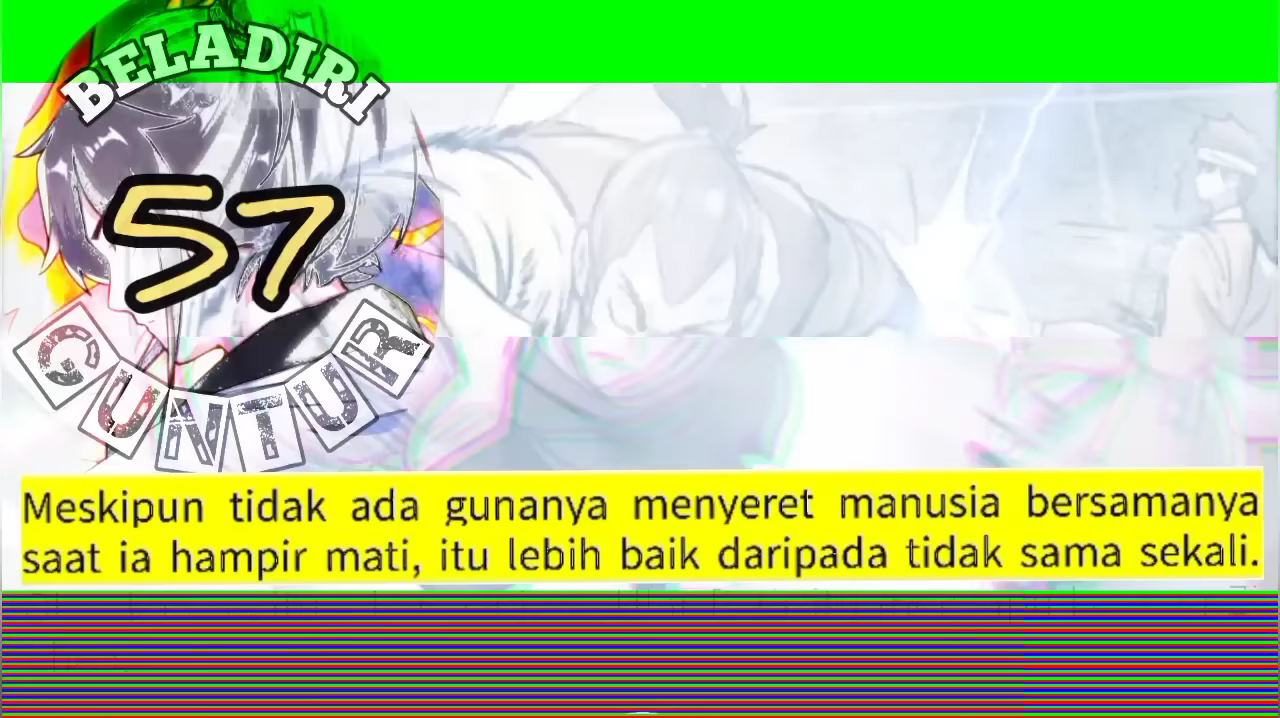 BELADIRI
57
GUNTUR
Meskipun tidak ada gunanya menyeret manusia bersamanya
saat ia hampir mati, itu lebih baik daripada tidak sama sekali.